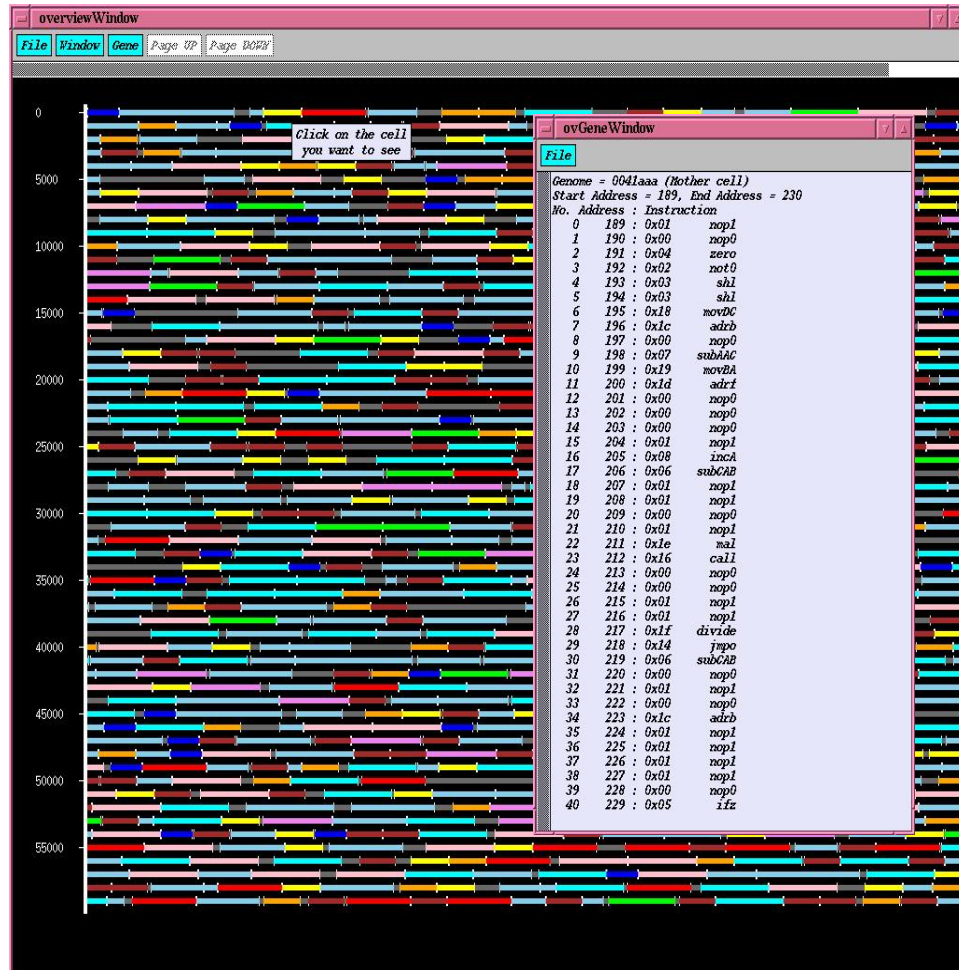 overviewWindow
File Window Gene Page UP Page DOWN
0
5000
10000
15000
20000
25000
30000
35000
40000
45000
50000
55000
Click on the cell
you want to see
ovGeneWindow
File
Genome = 0041aaa (Mother cell)
Start Address = 189, End Address = 230
No. Address : Instruction
0 189 : 0x01 nop1
1 190 : 0x00 nop0
2 191 : 0x04 zero
3 192 : 0x02 not0
4 193 : 0x03 shl
5 194 : 0x03 shl
6 195 : 0x18 movDC
7 196 : 0x1c adrb
8 197 : 0x00 nop0
9 198 : 0x07 subAAC
10 199 : 0x19 movBA
11 200 : 0x1d adrf
12 201 : 0x00 nop0
13 202 : 0x00 nop0
14 203 : 0x00 nop0
15 204 : 0x01 nop1
16 205 : 0x08 incA
17 206 : 0x06 subCAB
18 207 : 0x01 nop1
19 208 : 0x01 nop1
20 209 : 0x00 nop0
21 210 : 0x01 nop1
22 211 : 0x1e mal
23 212 : 0x16 call
24 213 : 0x00 nop0
25 214 : 0x00 nop0
26 215 : 0x01 nop1
27 216 : 0x01 nop1
28 217 : 0x1f divide
29 218 : 0x14 jmpo
30 219 : 0x06 subCAB
31 220 : 0x00 nop0
32 221 : 0x01 nop1
33 222 : 0x00 nop0
34 223 : 0x1c adrb
35 224 : 0x01 nop1
36 225 : 0x01 nop1
37 226 : 0x01 nop1
38 227 : 0x01 nop1
39 228 : 0x00 nop0
40 229 : 0x05 ifz